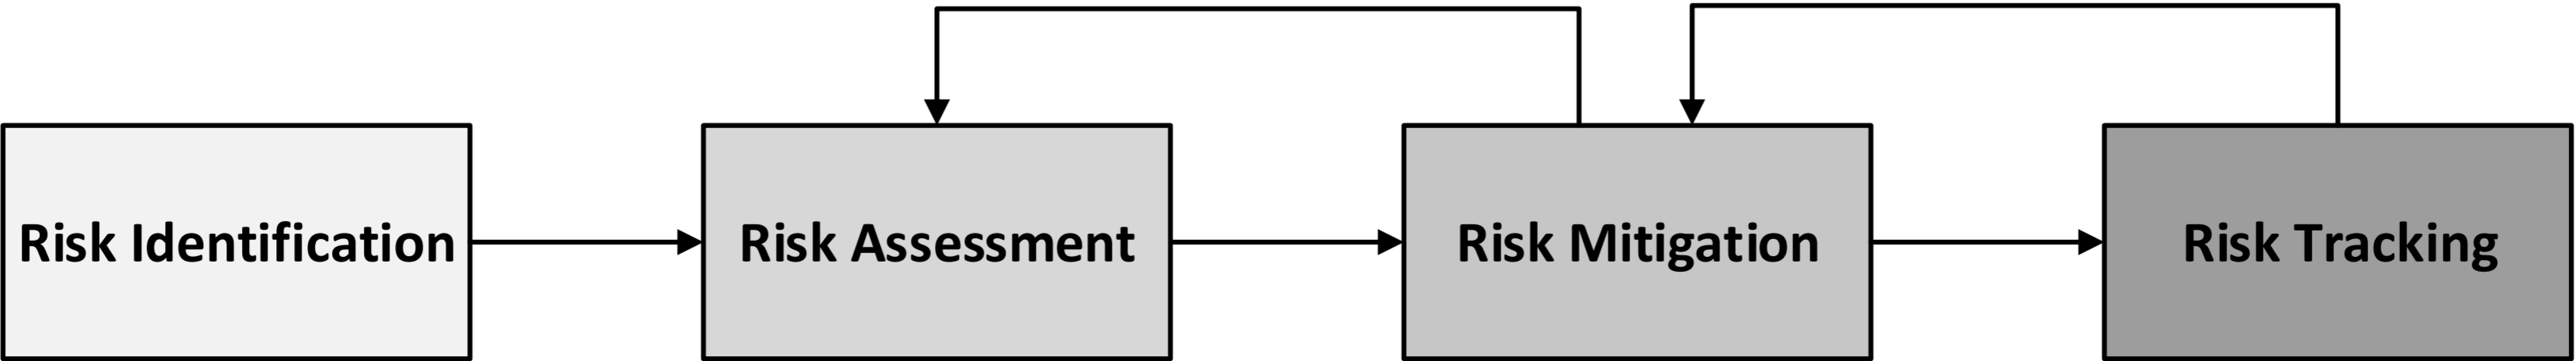 Risk Identification
Risk Assessment
Risk Mitigation
Risk Tracking